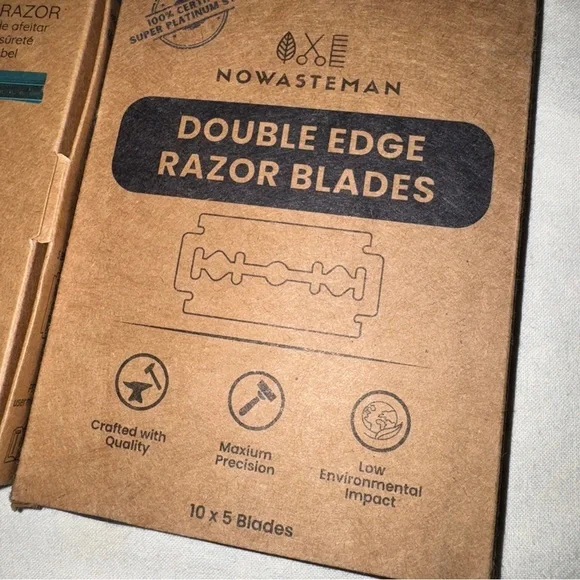 RAZOR
de afeitar
sûreté
bel
100% CERTIF
SUPER PLATINUM S
NOWASTEMAN
DOUBLE EDGE
RAZOR BLADES
Crafted with
Quality
Maxium
Precision
Low
Environmental
Impact
10 x 5 Blades